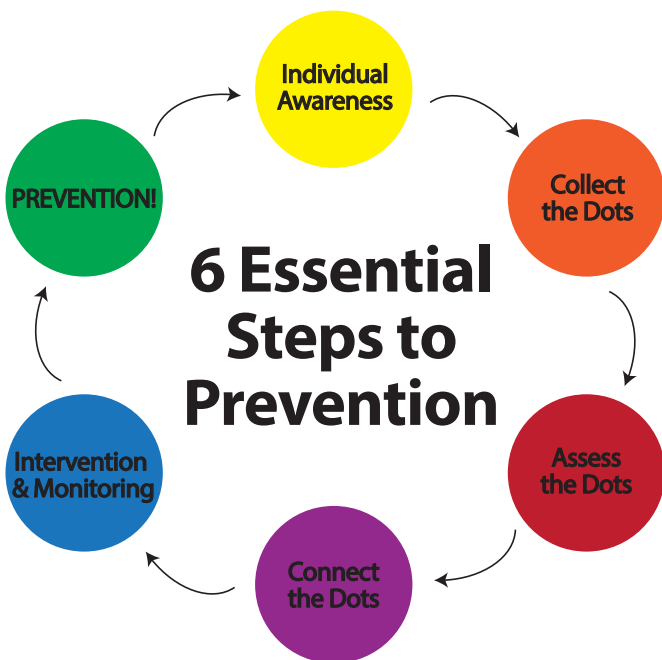 Individual
Awareness
Collect
the Dots
Assess
the Dots
Connect
the Dots
Intervention
& Monitoring
PREVENTION!
6 Essential
Steps to
Prevention